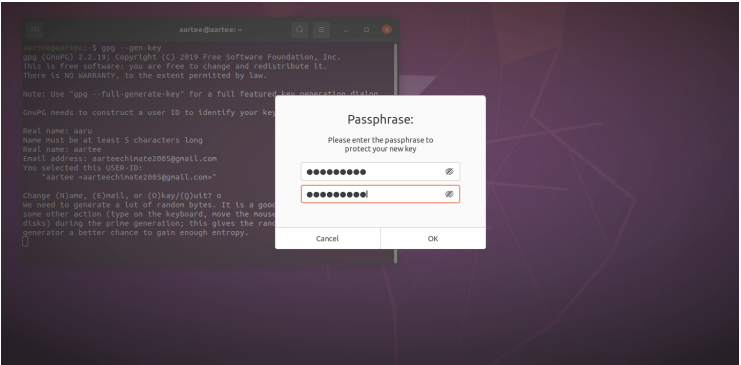 aartee@aartee: ~
aartee@aartee:~$ gpg --gen-key
gpg (GnuPG) 2.2.19; Copyright (C) 2019 Free Software Foundation, Inc.
This is free software: you are free to change and redistribute it.
There is NO WARRANTY, to the extent permitted by law.
Note: Use "gpg --full-generate-key" for a full featured key generation dialog.
GnuPG needs to construct a user ID to identify your key
Real name: aaru
Name must be at least 5 characters long
Real name: aartee
Email address: aarteechimate2005@gmail.com
You selected this USER-ID:
"aartee <aarteechimate2005@gmail.com>"
Change (N)ame, (E)mail, or (O)kay/(Q)uit? o
We need to generate a lot of random bytes. It is a good
some other action (type on the keyboard, move the mouse
disks) during the prime generation; this gives the rand
generator a better chance to gain enough entropy.
Passphrase:
Please enter the passphrase to
protect your new key
Cancel
OK